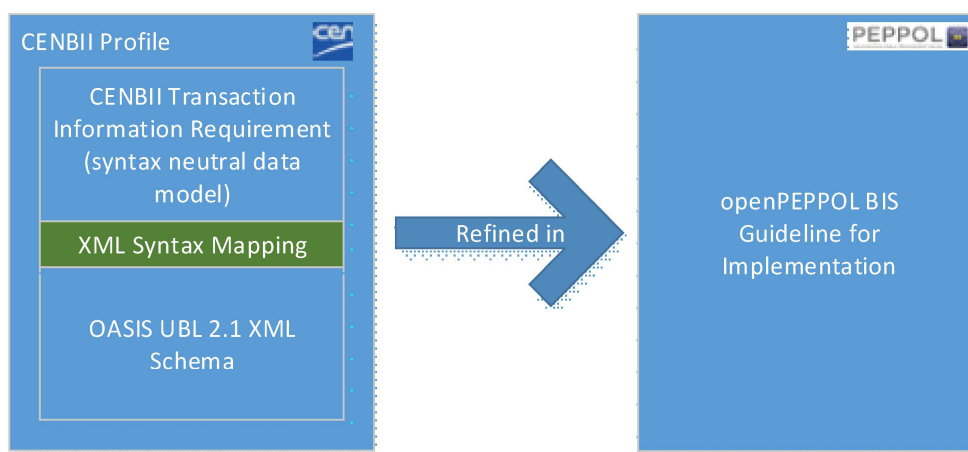 CENBII Profile
cen
CENBII Transaction
Information Requirement
(syntax neutral data
model)
XML Syntax Mapping
OASIS UBL 2.1 XML
Schema
Refined in
PEPPOL
openPEPPOL BIS
Guideline for
Implementation